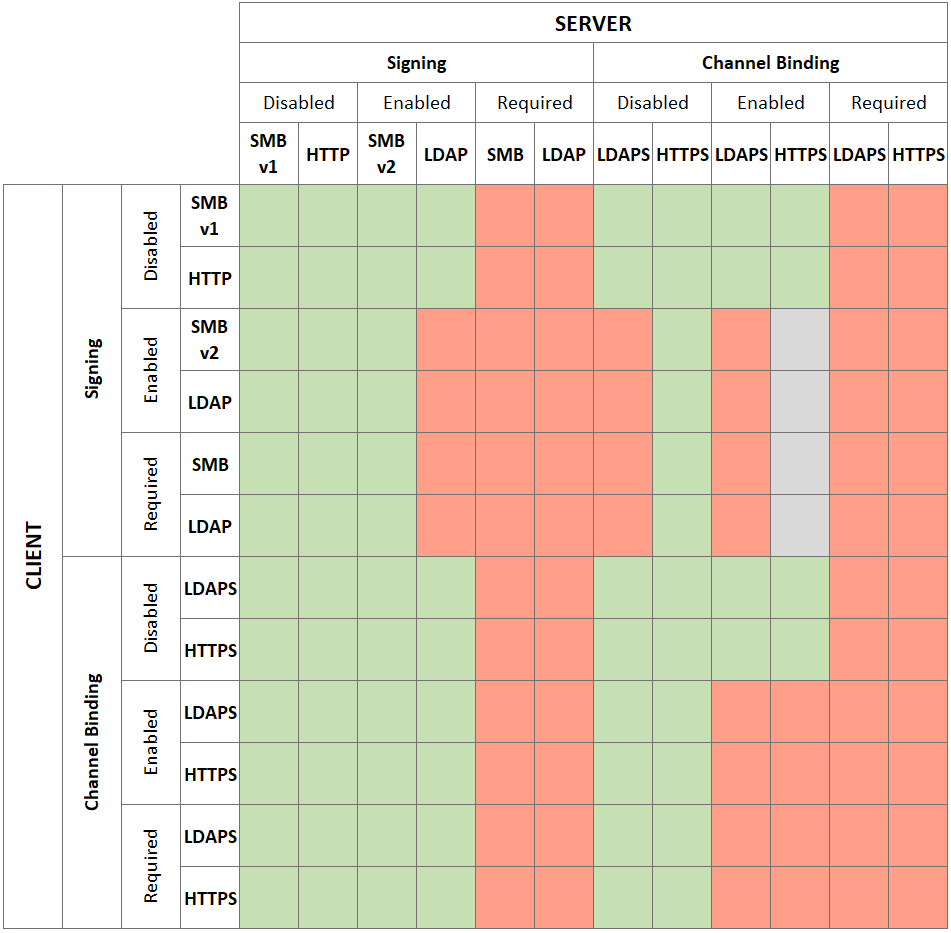 SERVER
Signing
Channel Binding
Disabled
Enabled
Required
Disabled
Enabled
Required
SMB
v1
HTTP
SMB
v2
LDAP
SMB
LDAP
LDAPS
HTTPS
LDAPS
HTTPS
LDAPS
HTTPS
CLIENT
Signing
Disabled
SMB
v1
HTTP
Enabled
SMB
v2
LDAP
Required
SMB
LDAP
Channel Binding
Disabled
LDAPS
HTTPS
Enabled
LDAPS
HTTPS
Required
LDAPS
HTTPS